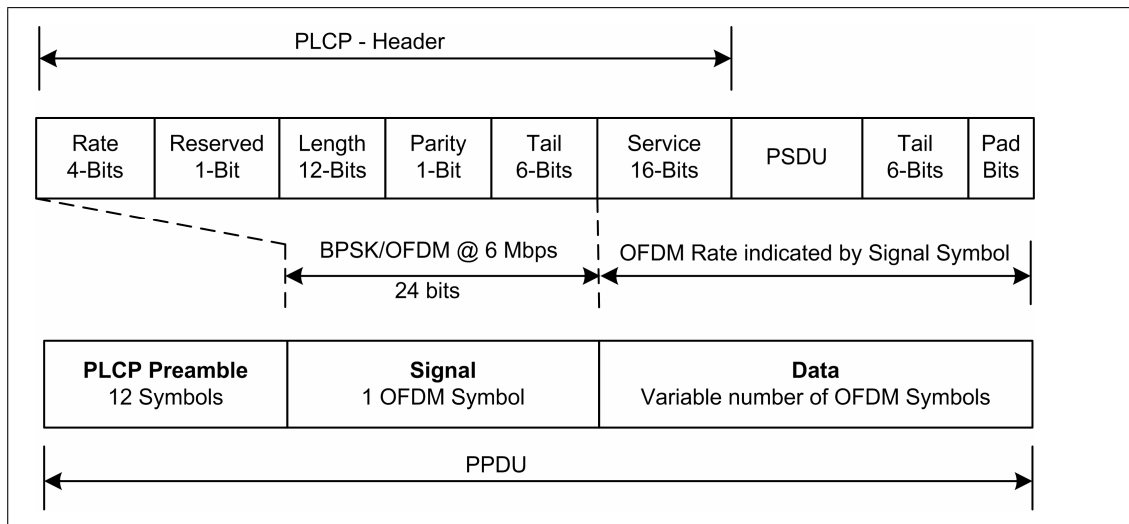 PLCP - Header
Rate
4-Bits
Reserved
1-Bit
Length
12-Bits
Parity
1-Bit
Tail
6-Bits
Service
16-Bits
PSDU
Tail
6-Bits
Pad
Bits
BPSK/OFDM @ 6 Mbps
24 bits
OFDM Rate indicated by Signal Symbol
PLCP Preamble
12 Symbols
Signal
1 OFDM Symbol
Data
Variable number of OFDM Symbols
PPDU